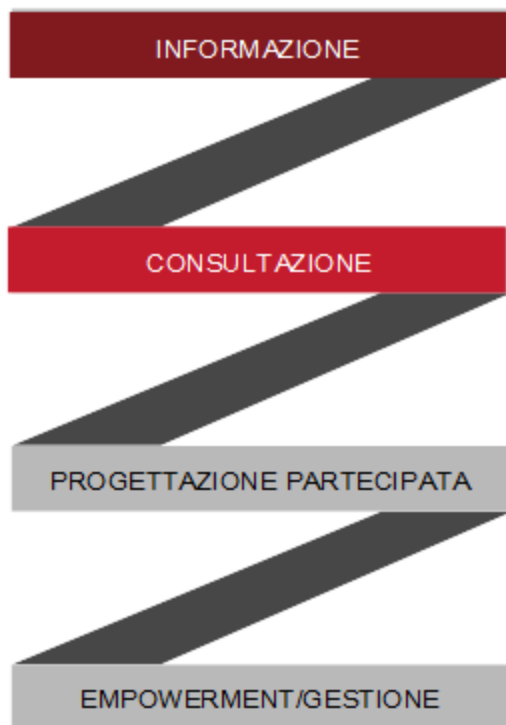 INFORMAZIONE
CONSULTAZIONE
PROGETTAZIONE PARTECIPATA
EMPOWERMENT/GESTIONE